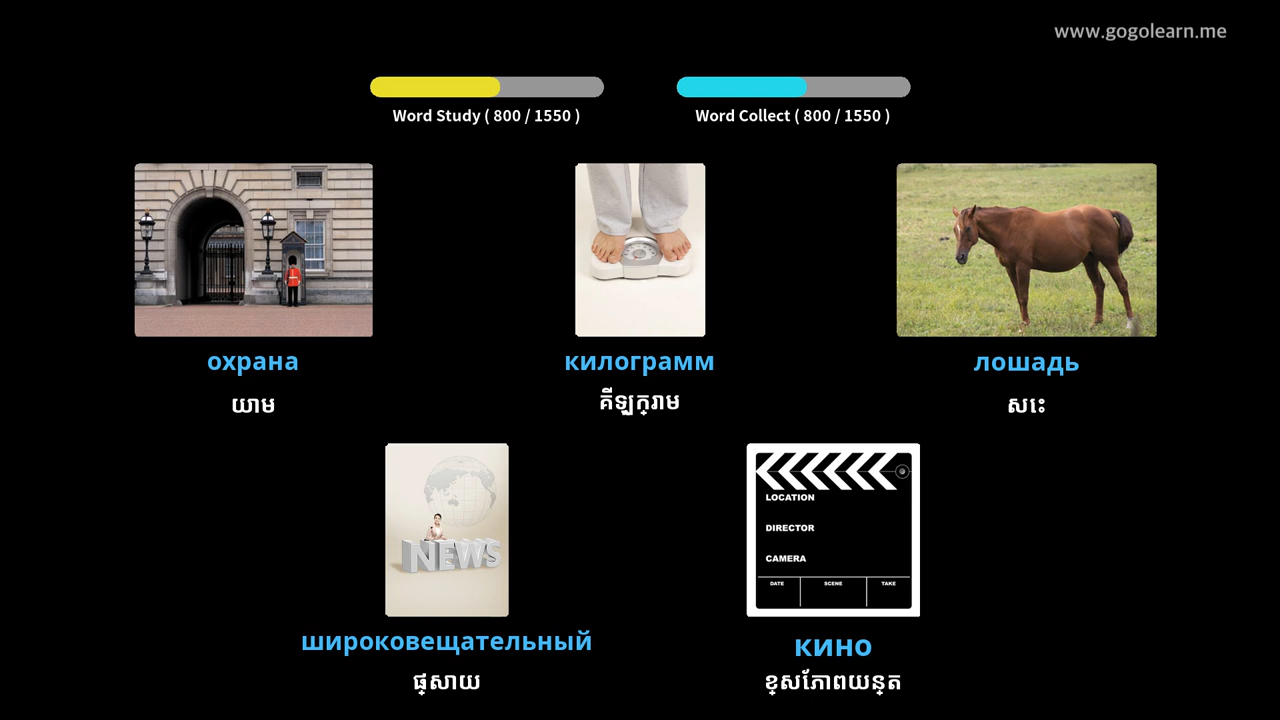 www.gogolearn.me
Word Study ( 800 / 1550 )
Word Collect ( 800 / 1550 )
охрана
килограмм
лошадь
យាម
គីឡូក្រាម
សេះ
NEWS
LOCATION
DIRECTOR
CAMERA
DATE SCENE TAKE
широковещательный
кино
ផ្សាយ
ខ្សែភាពយន្ត